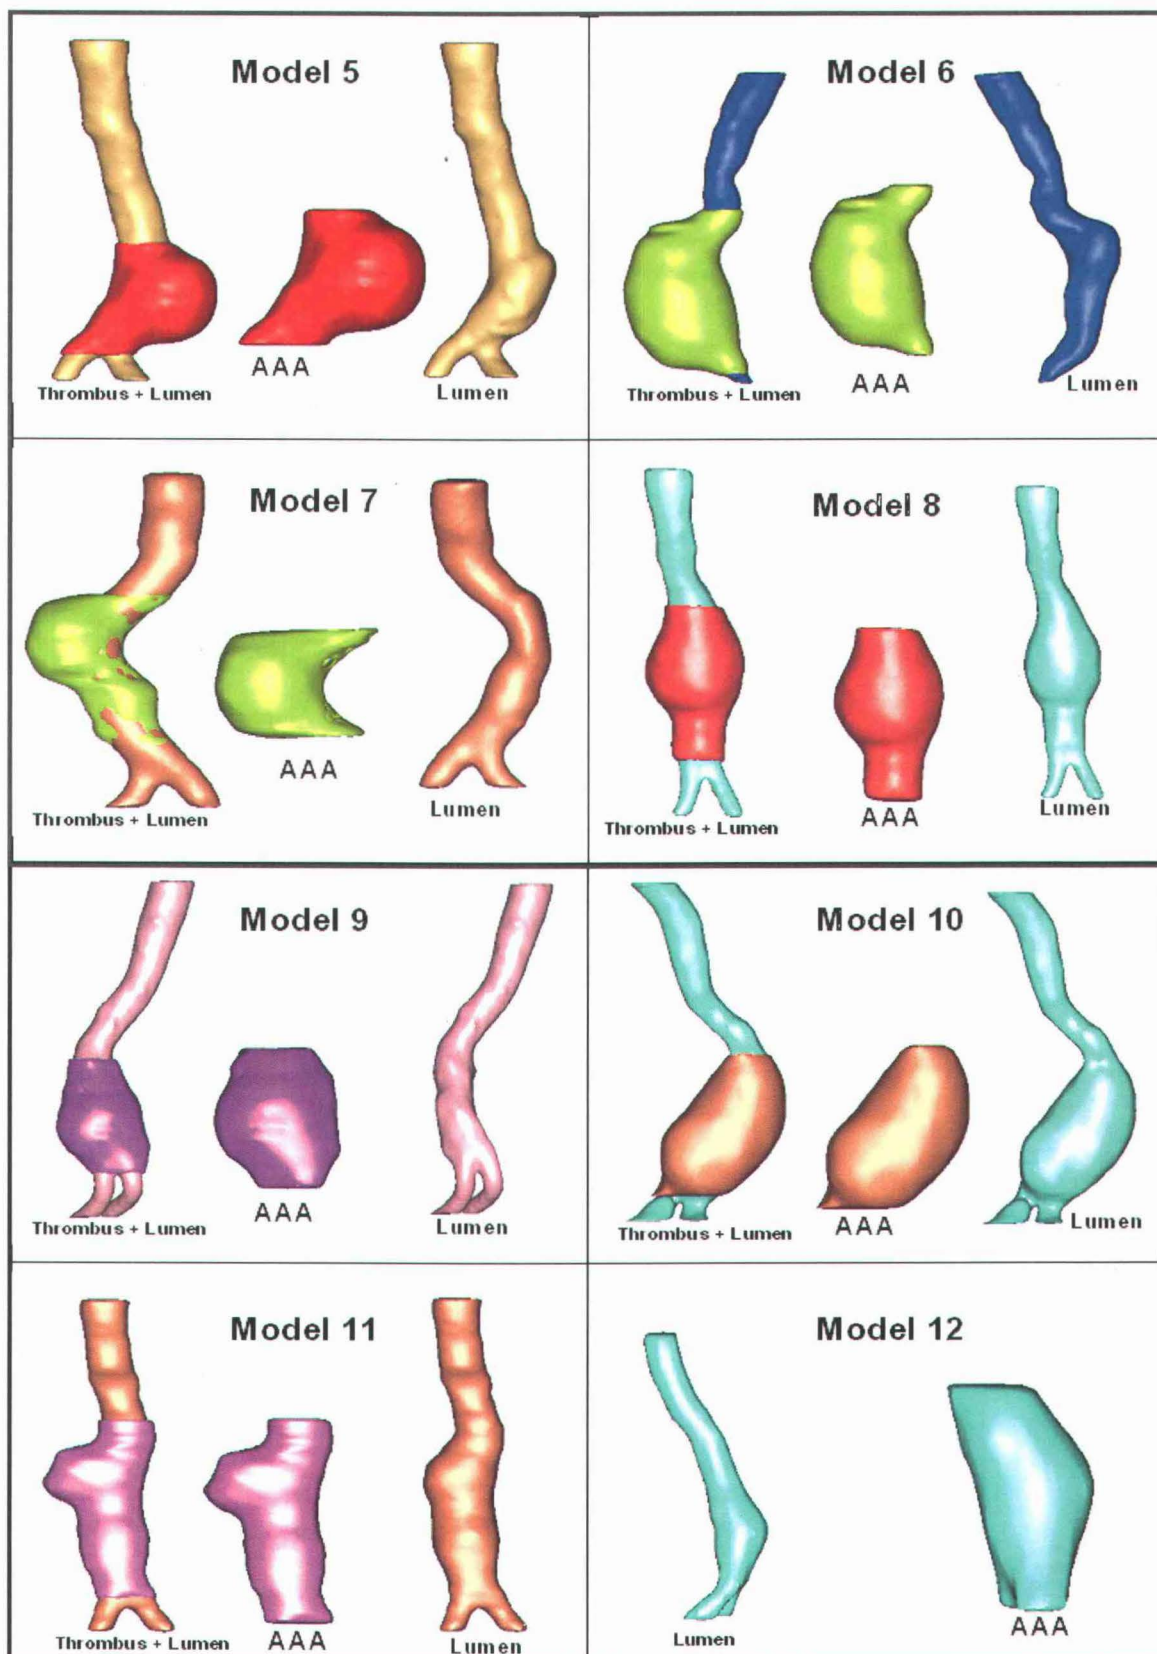 Model 5
Thrombus + Lumen
AAA
Lumen
Model 6
Thrombus + Lumen
AAA
Lumen
Model 7
Thrombus + Lumen
AAA
Lumen
Model 8
Thrombus + Lumen
AAA
Lumen
Model 9
Thrombus + Lumen
AAA
Lumen
Model 10
Thrombus + Lumen
AAA
Lumen
Model 11
Thrombus + Lumen
AAA
Lumen
Model 12
Lumen
AAA